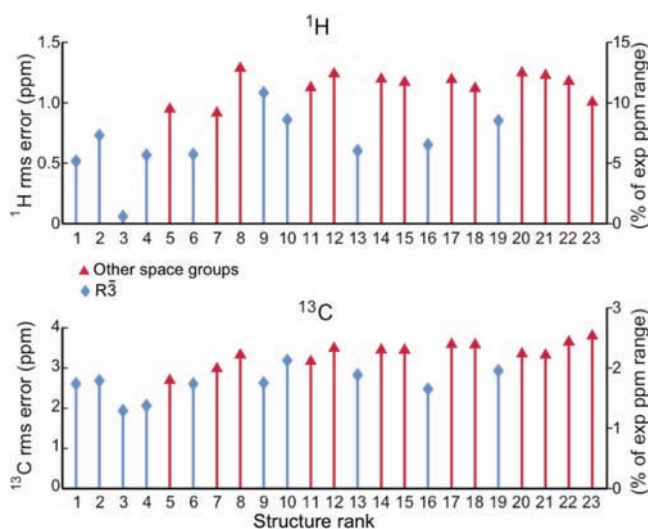 ¹H
1.5
1.0
0.5
0
¹H rms error (ppm)
15
10
5
0
(% of exp ppm range)
1 2 3 4 5 6 7 8 9 10 11 12 13 14 15 16 17 18 19 20 21 22 23
Other space groups
R3̅
¹³C
4
3
2
1
0
¹³C rms error (ppm)
3
2
1
0
(% of exp ppm range)
1 2 3 4 5 6 7 8 9 10 11 12 13 14 15 16 17 18 19 20 21 22 23
Structure rank